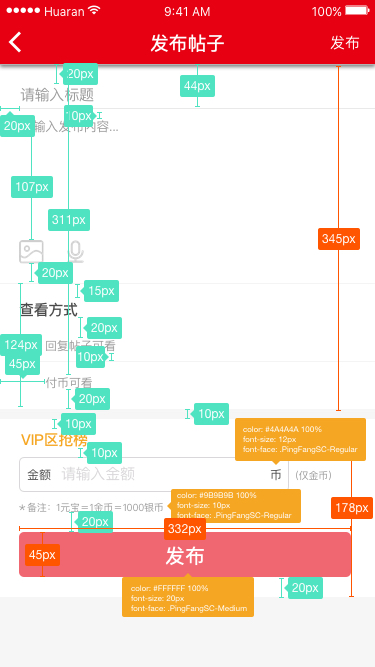 Huaran 9:41 AM 100%
发布帖子 发布
20px
44px
请输入标题
10px
20px
输入发布内容...
107px
311px
345px
20px
15px
查看方式
20px
124px
回复帖子可看
10px
45px
付币可看
20px
10px
10px
VIP区抢榜
color: #4A4A4A 100%
font-size: 12px
font-face: .PingFangSC-Regular
10px
金额 请输入金额 币 (仅金币)
color: #9B9B9B 100%
font-size: 10px
font-face: .PingFangSC-Regular
*备注：1元宝=1金币=1000银币
178px
20px
332px
45px
发布
color: #FFFFFF 100%
font-size: 20px
font-face: .PingFangSC-Medium
20px